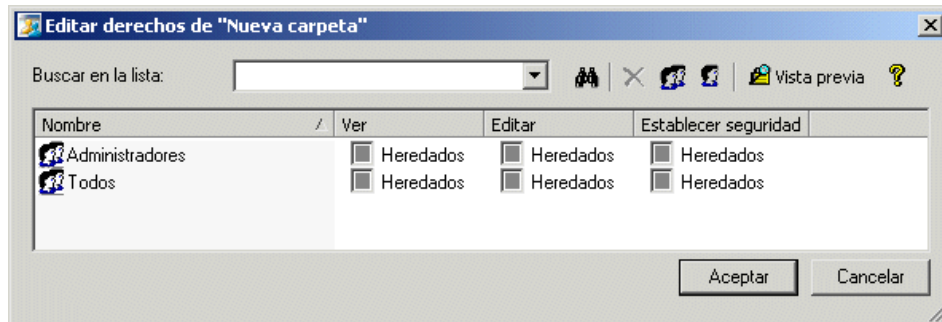 Editar derechos de "Nueva carpeta"
Buscar en la lista: Vista previa
Nombre Ver Editar Establecer seguridad
Administradores Heredados Heredados Heredados
Todos Heredados Heredados Heredados
Aceptar Cancelar